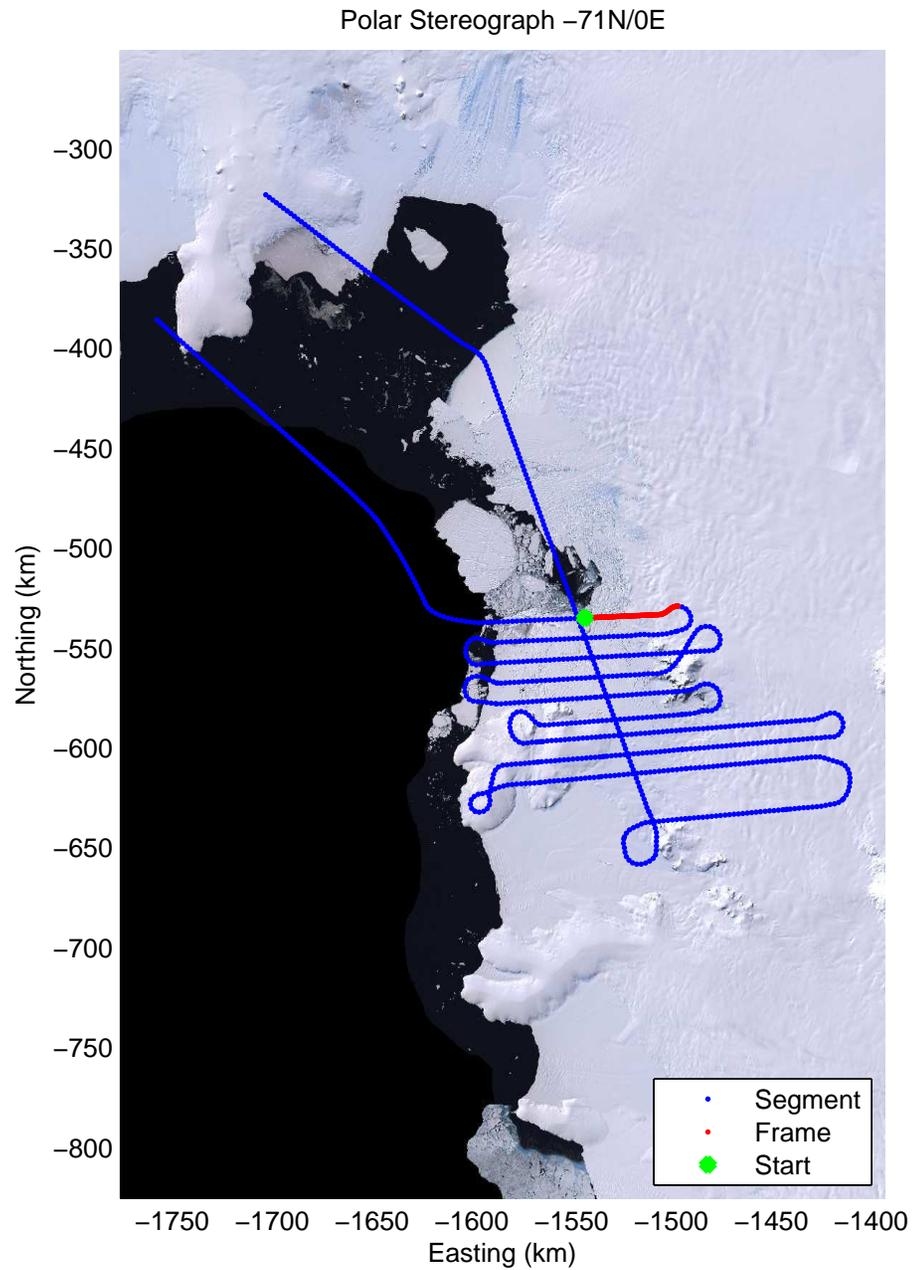 Polar Stereograph −71N/0E
−300
−350
−400
−450
−500
−550
−600
−650
−700
−750
−800
Northing (km)
Segment
Frame
Start
−1750 −1700 −1650 −1600 −1550 −1500 −1450 −1400
Easting (km)